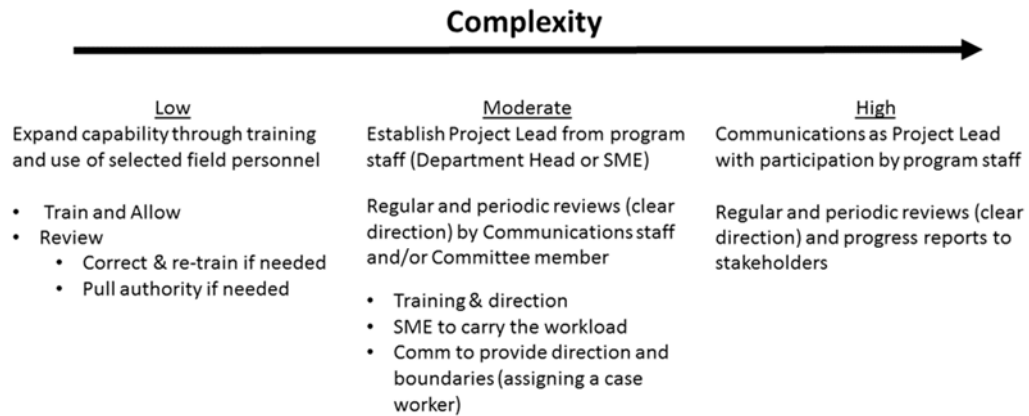 Complexity
Low
Expand capability through training
and use of selected field personnel
• Train and Allow
• Review
• Correct & re-train if needed
• Pull authority if needed
Moderate
Establish Project Lead from program
staff (Department Head or SME)
Regular and periodic reviews (clear
direction) by Communications staff
and/or Committee member
• Training & direction
• SME to carry the workload
• Comm to provide direction and
boundaries (assigning a case
worker)
High
Communications as Project Lead
with participation by program staff
Regular and periodic reviews (clear
direction) and progress reports to
stakeholders